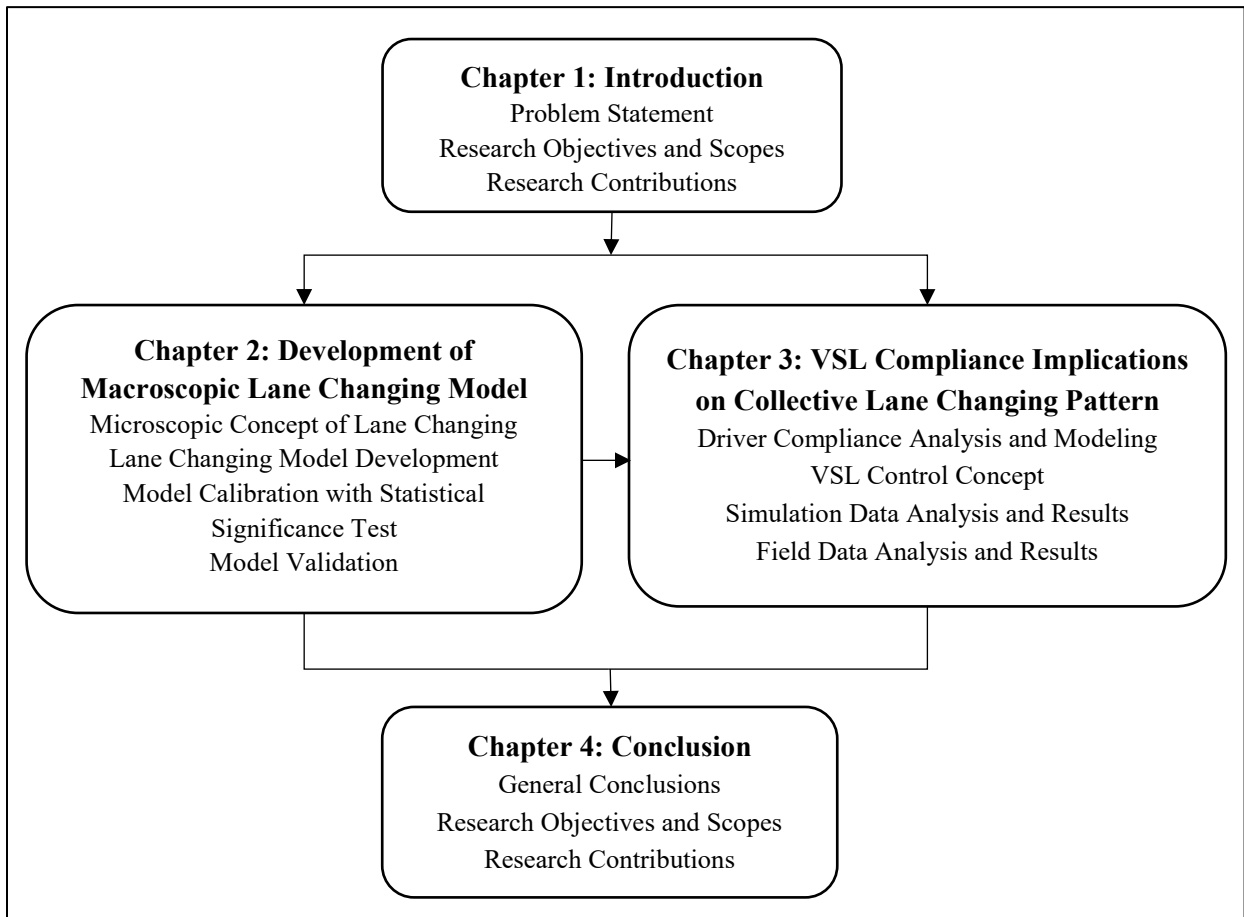 Chapter 1: Introduction
Problem Statement
Research Objectives and Scopes
Research Contributions
Chapter 2: Development of
Macroscopic Lane Changing Model
Microscopic Concept of Lane Changing
Lane Changing Model Development
Model Calibration with Statistical
Significance Test
Model Validation
Chapter 3: VSL Compliance Implications
on Collective Lane Changing Pattern
Driver Compliance Analysis and Modeling
VSL Control Concept
Simulation Data Analysis and Results
Field Data Analysis and Results
Chapter 4: Conclusion
General Conclusions
Research Objectives and Scopes
Research Contributions